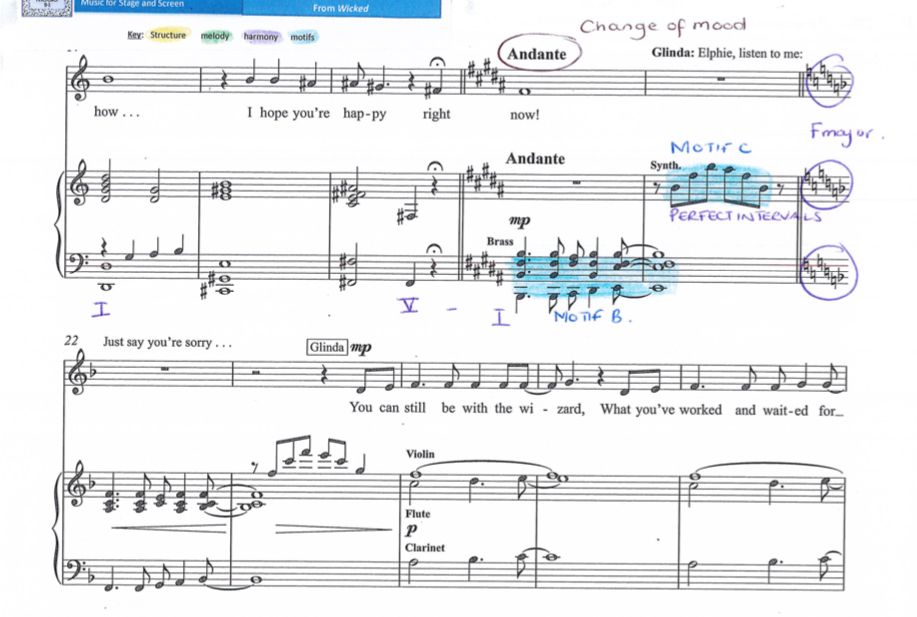 Music for Stage and Screen
From Wicked
Key: Structure melody harmony motifs
Change of mood
Andante
Glinda: Elphie, listen to me:
how . . . I hope you're hap-py right now!
F major.
MOTIF C
Andante
Synth.
PERFECT INTERVALS
mp
Brass
I V - I MOTIF B.
22 Just say you're sorry . . . Glinda mp
You can still be with the wi - zard, What you've worked and wait-ed for
Violin
Flute
p
Clarinet